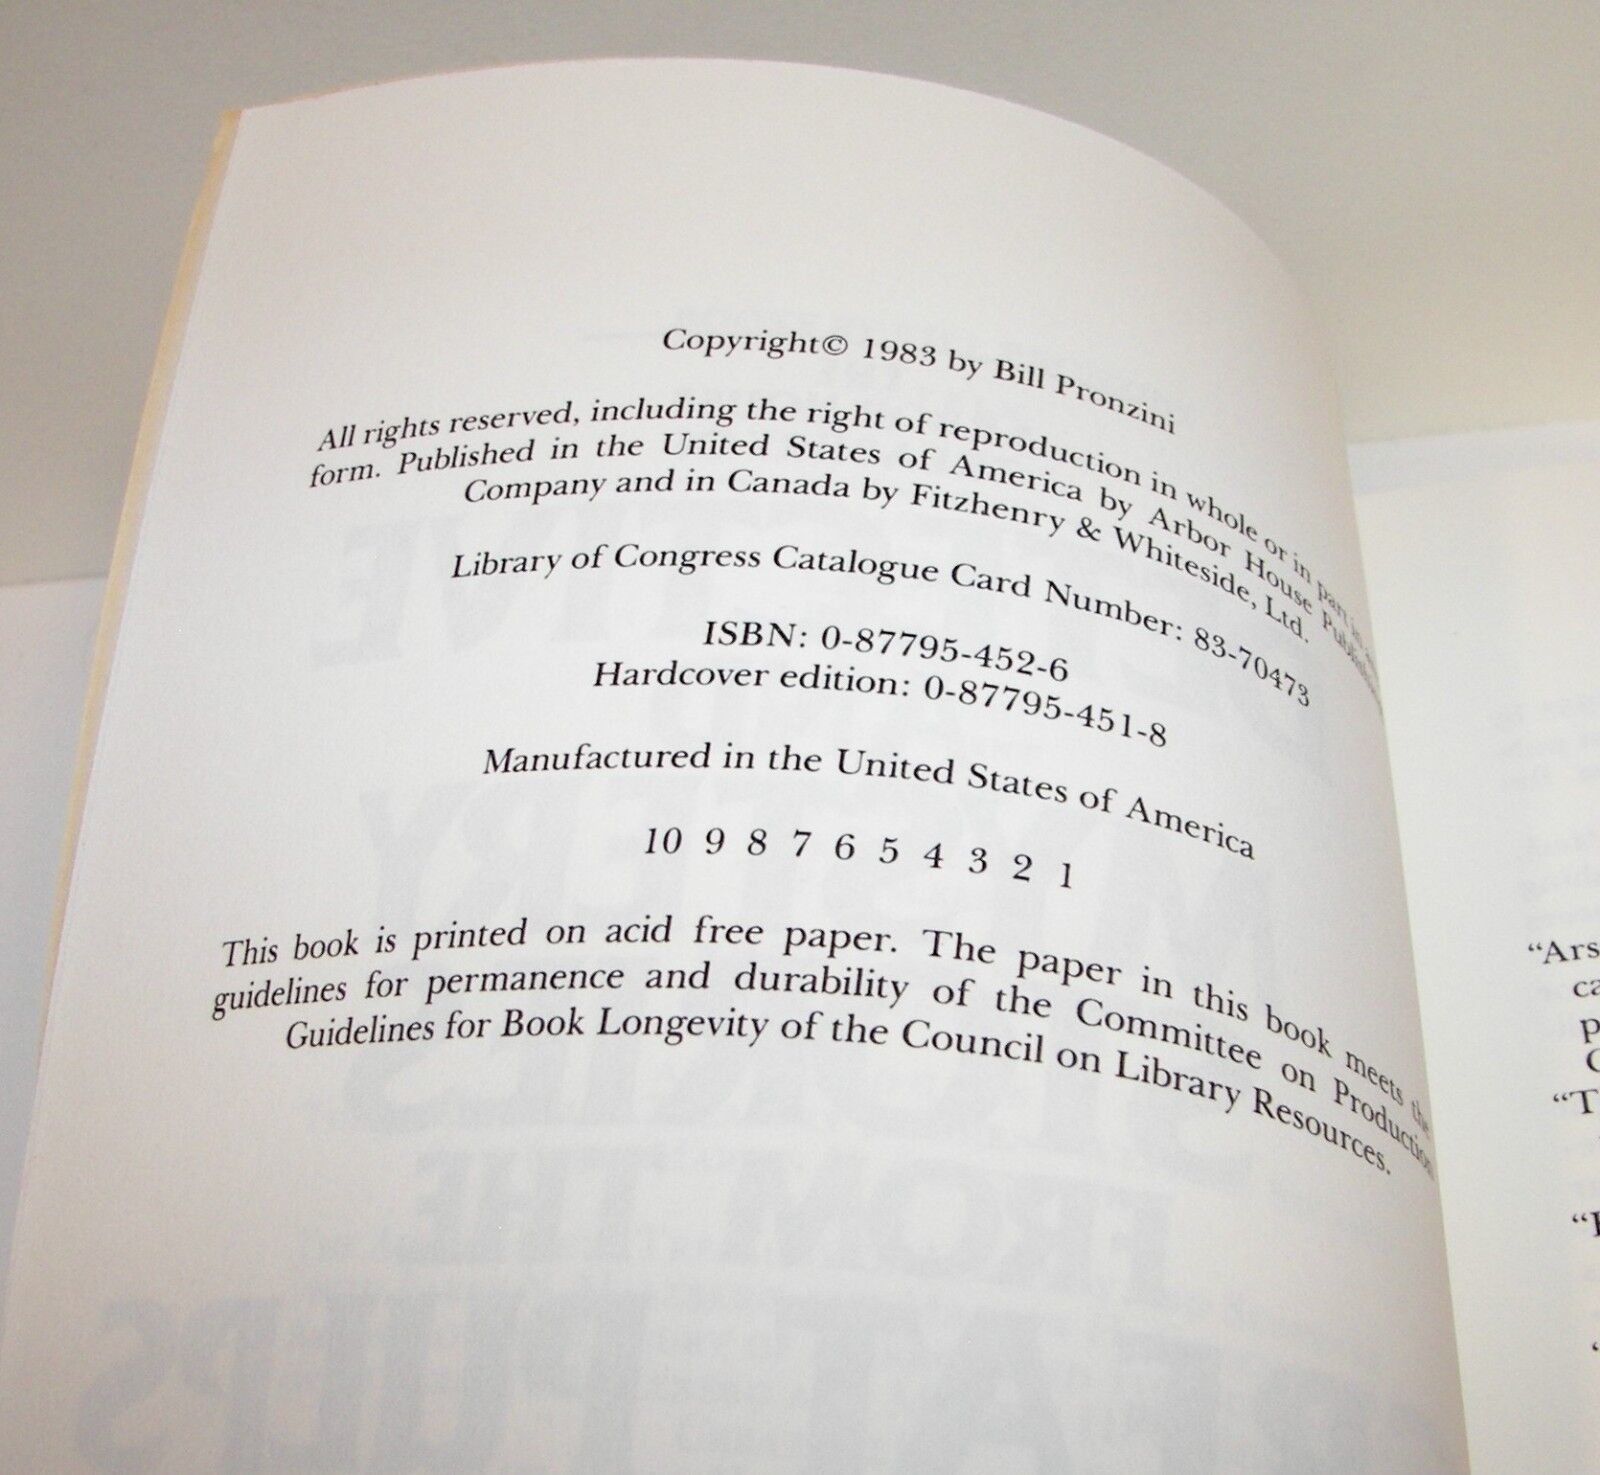 Copyright© 1983 by Bill Pronzini
All rights reserved, including the right of reproduction in whole or in part in
form. Published in the United States of America by Arbor House
Company and in Canada by Fitzhenry & Whiteside, Ltd.
Library of Congress Catalogue Card Number: 83-70473
ISBN: 0-87795-452-6
Hardcover edition: 0-87795-451-8
Manufactured in the United States of America
10 9 8 7 6 5 4 3 2 1
This book is printed on acid free paper. The paper in this book meets the
guidelines for permanence and durability of the Committee on Production
Guidelines for Book Longevity of the Council on Library Resources.
“Ars
ca
p
“T